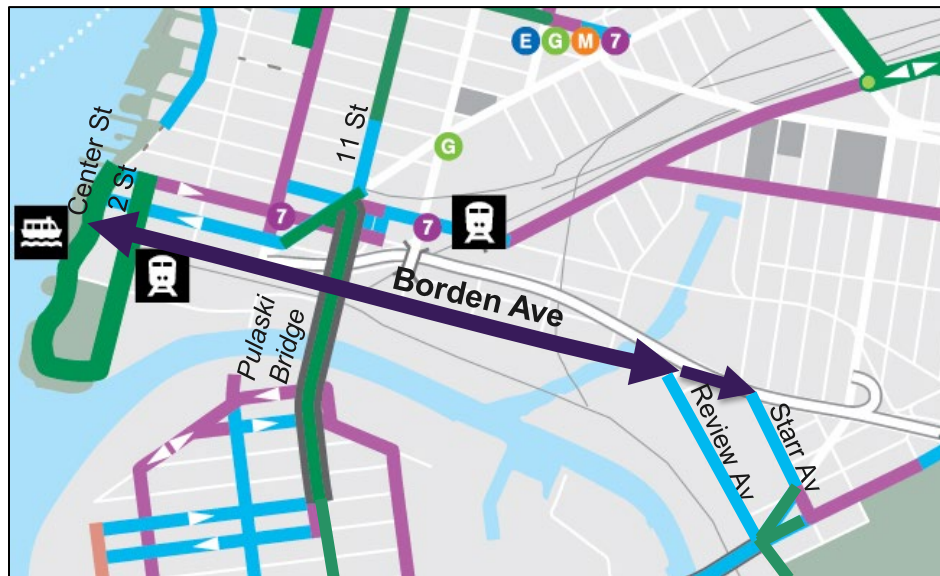 E G M 7
Center St
2 St
11 St
G
7
7
Borden Ave
Pulaski
Bridge
Review Av
Starr Av